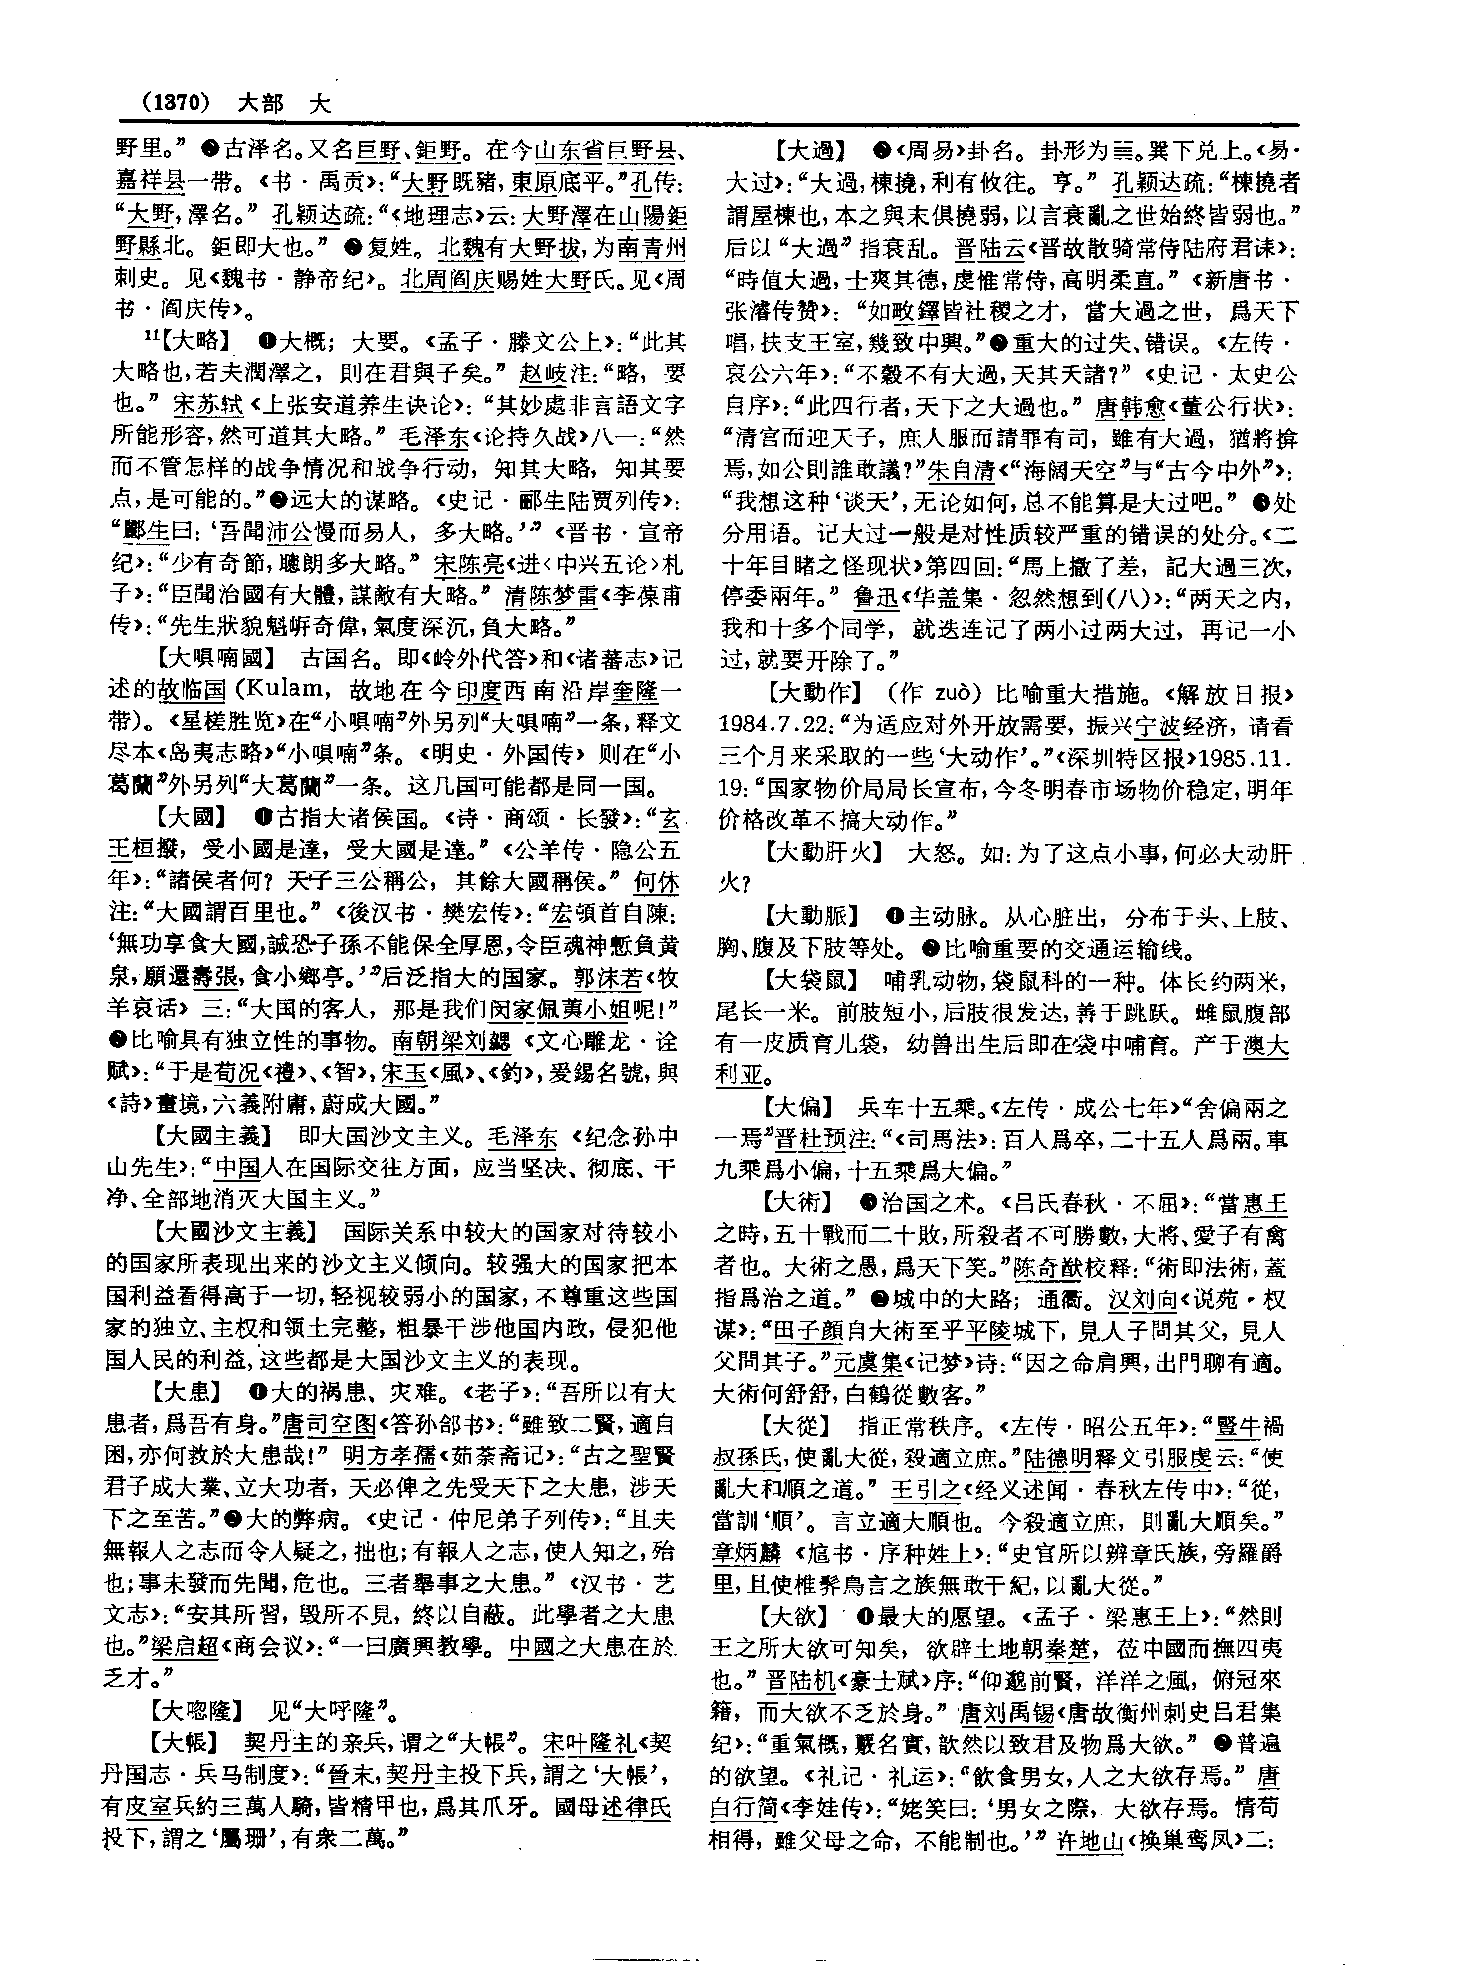 (1370) 大部 大
野里。”❷古泽名。又名巨野、鉅野。在今山东省巨野县、
嘉祥县一带。《书·禹贡》：“大野既豬，東原底平。”孔传：
“大野，澤名。”孔颖达疏：“《地理志》云：大野澤在山陽鉅
野縣北。鉅即大也。”❸复姓。北魏有大野拔，为南青州
刺史。见《魏书·静帝纪》。北周阎庆赐姓大野氏。见《周
书·阎庆传》。
11【大略】 ❶大概；大要。《孟子·滕文公上》：“此其
大略也，若夫潤澤之，則在君與子矣。”赵岐注：“略，要
也。”宋苏轼《上张安道养生诀论》：“其妙處非言語文字
所能形容，然可道其大略。”毛泽东《论持久战》八一：“然
而不管怎样的战争情况和战争行动，知其大略，知其要
点，是可能的。”❷远大的谋略。《史记·郦生陆贾列传》：
“酈生曰：‘吾聞沛公慢而易人，多大略。’”《晋书·宣帝
纪》：“少有奇節，聰朗多大略。”宋陈亮《进〈中兴五论〉札
子》：“臣聞治國有大體，謀敵有大略。”清陈梦雷《李葆甫
传》：“先生狀貌魁岸奇偉，氣度深沉，負大略。”
【大唄喃國】 古国名。即《岭外代答》和《诸蕃志》记
述的故临国（Kulam，故地在今印度西南沿岸奎隆一
带）。《星槎胜览》在“小唄喃”外另列“大唄喃”一条，释文
尽本《岛夷志略》“小唄喃”条。《明史·外国传》则在“小
葛蘭”外另列“大葛蘭”一条。这几国可能都是同一国。
【大國】 ❶古指大诸侯国。《诗·商颂·长發》：“玄
王桓撥，受小國是達，受大國是達。”《公羊传·隐公五
年》：“諸侯者何？天子三公稱公，其餘大國稱侯。”何休
注：“大國謂百里也。”《後汉书·樊宏传》：“宏頓首自陳：
‘無功享食大國，誠恐子孫不能保全厚恩，令臣魂神慙負黄
泉，願還壽張，食小鄉亭。’”后泛指大的国家。郭沫若《牧
羊哀话》三：“大国的客人，那是我们闵家佩荑小姐呢！”
❷比喻具有独立性的事物。南朝梁刘勰《文心雕龙·诠
赋》：“于是荀况《禮》、《智》，宋玉《風》、《釣》，爰錫名號，與
《詩》畫境，六義附庸，蔚成大國。”
【大國主義】 即大国沙文主义。毛泽东《纪念孙中
山先生》：“中国人在国际交往方面，应当坚决、彻底、干
净、全部地消灭大国主义。”
【大國沙文主義】 国际关系中较大的国家对待较小
的国家所表现出来的沙文主义倾向。较强大的国家把本
国利益看得高于一切，轻视较弱小的国家，不尊重这些国
家的独立、主权和领土完整，粗暴干涉他国内政，侵犯他
国人民的利益，这些都是大国沙文主义的表现。
【大患】 ❶大的祸患、灾难。《老子》：“吾所以有大
患者，爲吾有身。”唐司空图《答孙郃书》：“雖致二賢，適自
困，亦何救於大患哉！”明方孝孺《茹荼斋记》：“古之聖賢
君子成大業、立大功者，天必俾之先受天下之大患，涉天
下之至苦。”❷大的弊病。《史记·仲尼弟子列传》：“且夫
無報人之志而令人疑之，拙也；有報人之志，使人知之，殆
也；事未發而先聞，危也。三者舉事之大患。”《汉书·艺
文志》：“安其所習，毀所不見，終以自蔽。此學者之大患
也。”梁启超《商会议》：“一曰廣興教學。中國之大患在於
乏才。”
【大唿隆】 见“大呼隆”。
【大帳】 契丹主的亲兵，谓之“大帳”。宋叶隆礼《契
丹国志·兵马制度》：“晉末，契丹主投下兵，謂之‘大帳’，
有皮室兵約三萬人騎，皆精甲也，爲其爪牙。國母述律氏
投下，謂之‘屬珊’，有衆二萬。”
【大過】 ❶《周易》卦名。卦形为䷛。巽下兑上。《易·
大过》：“大過，棟撓，利有攸往。亨。”孔颖达疏：“棟撓者
謂屋棟也，本之與末俱撓弱，以言衰亂之世始終皆弱也。”
后以“大過”指衰乱。晋陆云《晋故散骑常侍陆府君诔》：
“時值大過，士爽其德，虔惟常侍，高明柔直。”《新唐书·
张濬传赞》：“如畋鐸皆社稷之才，當大過之世，爲天下
唱，扶支王室，幾致中興。”❷重大的过失、错误。《左传·
哀公六年》：“不穀不有大過，天其夭諸？”《史记·太史公
自序》：“此四行者，天下之大過也。”唐韩愈《董公行状》：
“清宫而迎天子，庶人服而請罪有司，雖有大過，猶將揜
焉，如公則誰敢議？”朱自清《“海阔天空”与“古今中外”》：
“我想这种‘谈天’，无论如何，总不能算是大过吧。”❸处
分用语。记大过一般是对性质较严重的错误的处分。《二
十年目睹之怪现状》第四回：“馬上撤了差，記大過三次，
停委兩年。”鲁迅《华盖集·忽然想到（八）》：“两天之内，
我和十多个同学，就迭连记了两小过两大过，再记一小
过，就要开除了。”
【大動作】 （作 zuò）比喻重大措施。《解放日报》
1984.7.22：“为适应对外开放需要，振兴宁波经济，请看
三个月来采取的一些‘大动作’。”《深圳特区报》1985.11.
19：“国家物价局局长宣布，今冬明春市场物价稳定，明年
价格改革不搞大动作。”
【大動肝火】 大怒。如：为了这点小事，何必大动肝
火？
【大動脈】 ❶主动脉。从心脏出，分布于头、上肢、
胸、腹及下肢等处。❷比喻重要的交通运输线。
【大袋鼠】 哺乳动物，袋鼠科的一种。体长约两米，
尾长一米。前肢短小，后肢很发达，善于跳跃。雌鼠腹部
有一皮质育儿袋，幼兽出生后即在袋中哺育。产于澳大
利亚。
【大偏】 兵车十五乘。《左传·成公七年》“舍偏兩之
一焉”晋杜预注：“《司馬法》：百人爲卒，二十五人爲兩。車
九乘爲小偏，十五乘爲大偏。”
【大術】 ❶治国之术。《吕氏春秋·不屈》：“當惠王
之時，五十戰而二十敗，所殺者不可勝數，大將、愛子有禽
者也。大術之愚，爲天下笑。”陈奇猷校释：“術即法術，蓋
指爲治之道。”❷城中的大路；通衢。汉刘向《说苑·权
谋》：“田子顏自大術至乎平陵城下，見人子問其父，見人
父問其子。”元虞集《记梦》诗：“因之命肩輿，出門聊有適。
大術何舒舒，白鶴從數客。”
【大從】 指正常秩序。《左传·昭公五年》：“豎牛禍
叔孫氏，使亂大從，殺適立庶。”陆德明释文引服虔云：“使
亂大和順之道。”王引之《经义述闻·春秋左传中》：“從，
當訓‘順’。言立適大順也。今殺適立庶，則亂大順矣。”
章炳麟《訄书·序种姓上》：“史官所以辨章氏族，旁羅爵
里，且使椎髻鳥言之族無敢干紀，以亂大從。”
【大欲】 ❶最大的愿望。《孟子·梁惠王上》：“然則
王之所大欲可知矣，欲辟土地朝秦楚，莅中國而撫四夷
也。”晋陆机《豪士赋》序：“仰邈前賢，洋洋之風，俯冠來
籍，而大欲不乏於身。”唐刘禹锡《唐故衡州刺史吕君集
纪》：“重氣概，覈名實，歆然以致君及物爲大欲。”❷普遍
的欲望。《礼记·礼运》：“飲食男女，人之大欲存焉。”唐
白行简《李娃传》：“姥笑曰：‘男女之際，大欲存焉。情苟
相得，雖父母之命，不能制也。’”许地山《换巢鸾凤》二：